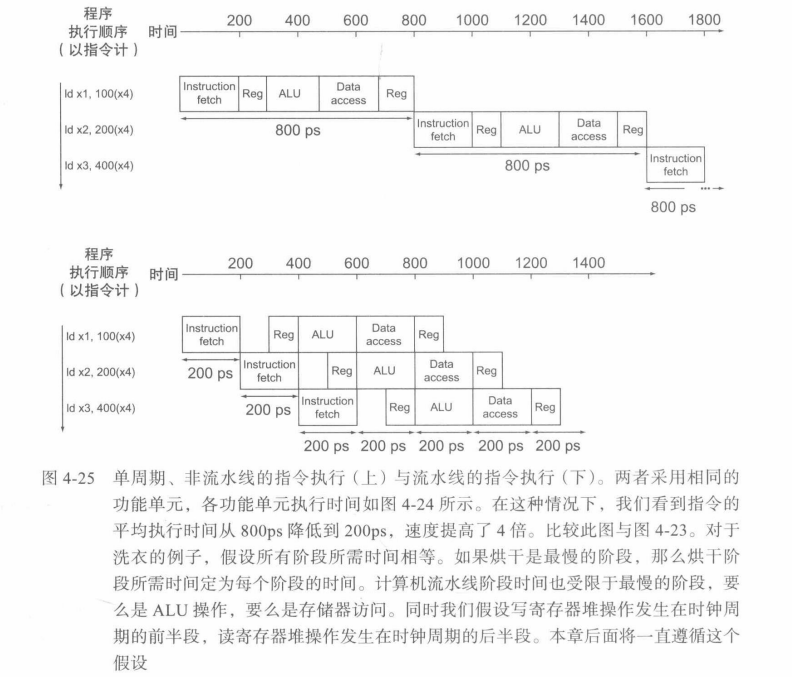 程序
执行顺序
（以指令计）
时间
200 400 600 800 1000 1200 1400 1600 1800
ld x1, 100(x4)
Instruction fetch Reg ALU Data access Reg
800 ps
ld x2, 200(x4)
Instruction fetch Reg ALU Data access Reg
800 ps
ld x3, 400(x4)
Instruction fetch
...
800 ps
程序
执行顺序
（以指令计）
时间
200 400 600 800 1000 1200 1400
ld x1, 100(x4)
Instruction fetch Reg ALU Data access Reg
200 ps
ld x2, 200(x4)
Instruction fetch Reg ALU Data access Reg
200 ps
ld x3, 400(x4)
Instruction fetch Reg ALU Data access Reg
200 ps 200 ps 200 ps 200 ps 200 ps
图 4-25 单周期、非流水线的指令执行（上）与流水线的指令执行（下）。两者采用相同的
功能单元，各功能单元执行时间如图 4-24 所示。在这种情况下，我们看到指令的
平均执行时间从 800ps 降低到 200ps，速度提高了 4 倍。比较此图与图 4-23。对于
洗衣的例子，假设所有阶段所需时间相等。如果烘干是最慢的阶段，那么烘干阶
段所需时间定为每个阶段的时间。计算机流水线阶段时间也受限于最慢的阶段，要
么是 ALU 操作，要么是存储器访问。同时我们假设写寄存器堆操作发生在时钟周
期的前半段，读寄存器堆操作发生在时钟周期的后半段。本章后面将一直遵循这个
假设